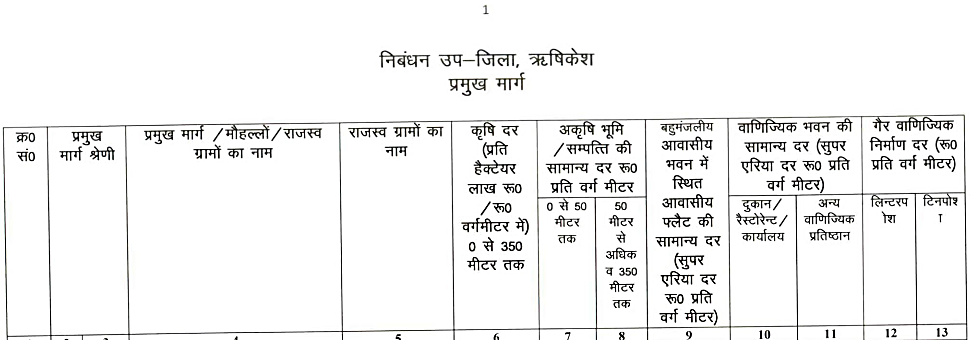 1
निबंधन उप–जिला, ऋषिकेश
प्रमुख मार्ग
क्र0 सं0
प्रमुख मार्ग श्रेणी
प्रमुख मार्ग /मौहल्लों/राजस्व ग्रामों का नाम
राजस्व ग्रामों का नाम
कृषि दर (प्रति हैक्टेयर लाख रू0 /रू0 वर्गमीटर में) 0 से 350 मीटर तक
अकृषि भूमि /सम्पत्ति की सामान्य दर रू0 प्रति वर्ग मीटर
0 से 50 मीटर तक
50 मीटर से अधिक व 350 मीटर तक
बहुमंजलीय आवासीय भवन में स्थित आवासीय फ्लैट की सामान्य दर (सुपर एरिया दर रू0 प्रति वर्ग मीटर)
वाणिज्यिक भवन की सामान्य दर (सुपर एरिया दर रू0 प्रति वर्ग मीटर)
दुकान/ रैस्टोरेन्ट/ कार्यालय
अन्य वाणिज्यिक प्रतिष्ठान
गैर वाणिज्यिक निर्माण दर (रू0 प्रति वर्ग मीटर)
लिन्टरपोश
टिनपोश
4 5 6 7 8 9 10 11 12 13